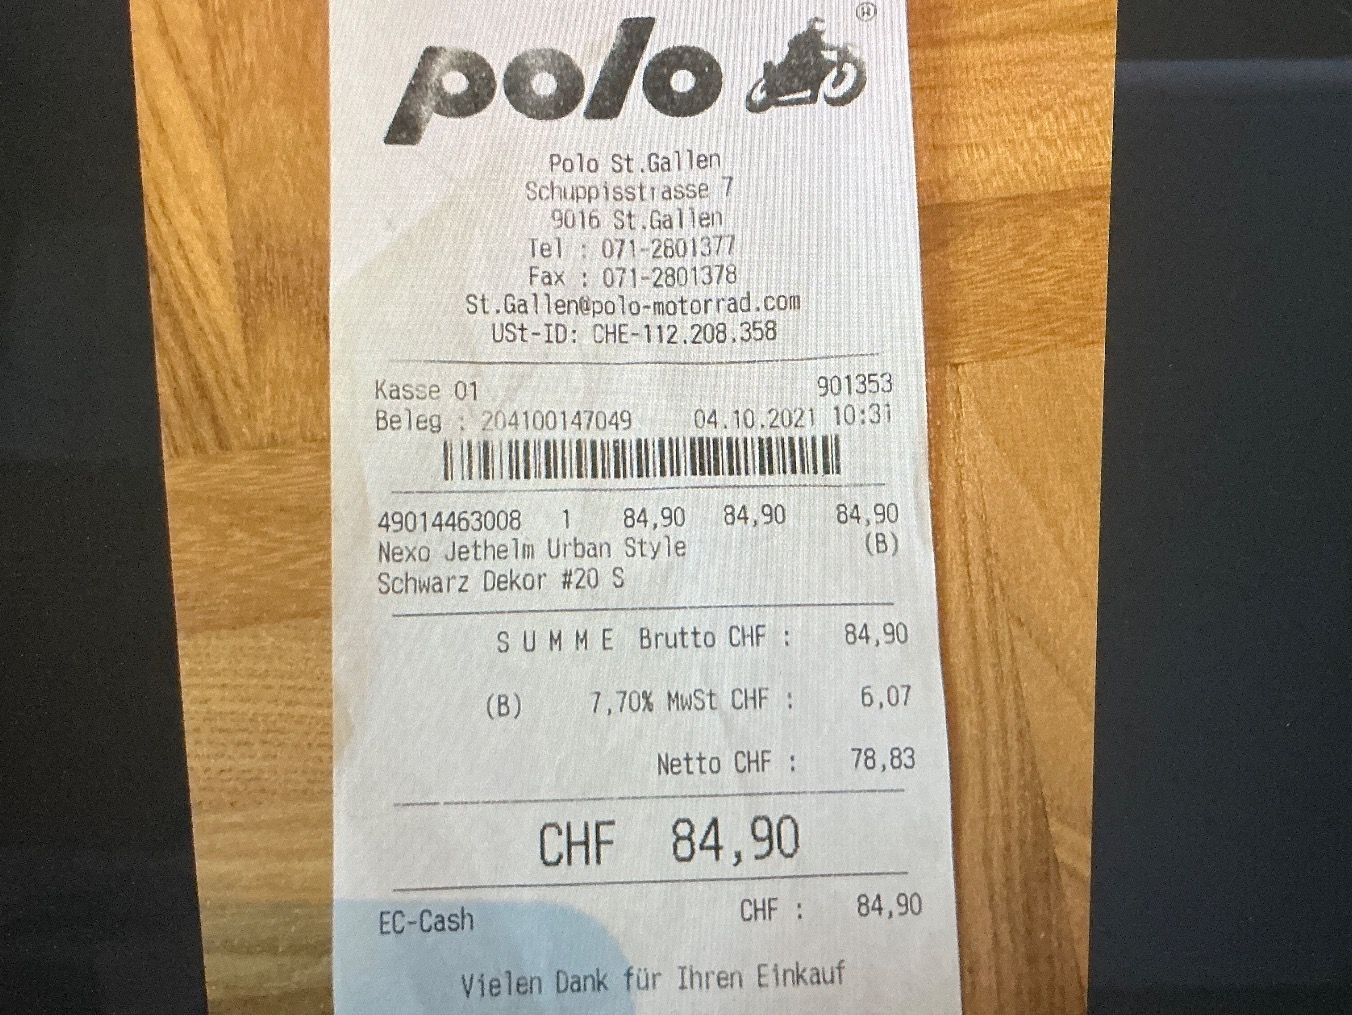 polo ®
Polo St.Gallen
Schuppisstrasse 7
9016 St.Gallen
Tel : 071-2801377
Fax : 071-2801378
St.Gallen@polo-motorrad.com
USt-ID: CHE-112.208.358
Kasse 01 901353
Beleg : 204100147049 04.10.2021 10:31
49014463008 1 84,90 84,90 84,90
Nexo Jethelm Urban Style (B)
Schwarz Dekor #20 S
S U M M E Brutto CHF : 84,90
(B) 7,70% MwSt CHF : 6,07
Netto CHF : 78,83
CHF 84,90
EC-Cash CHF : 84,90
Vielen Dank für Ihren Einkauf